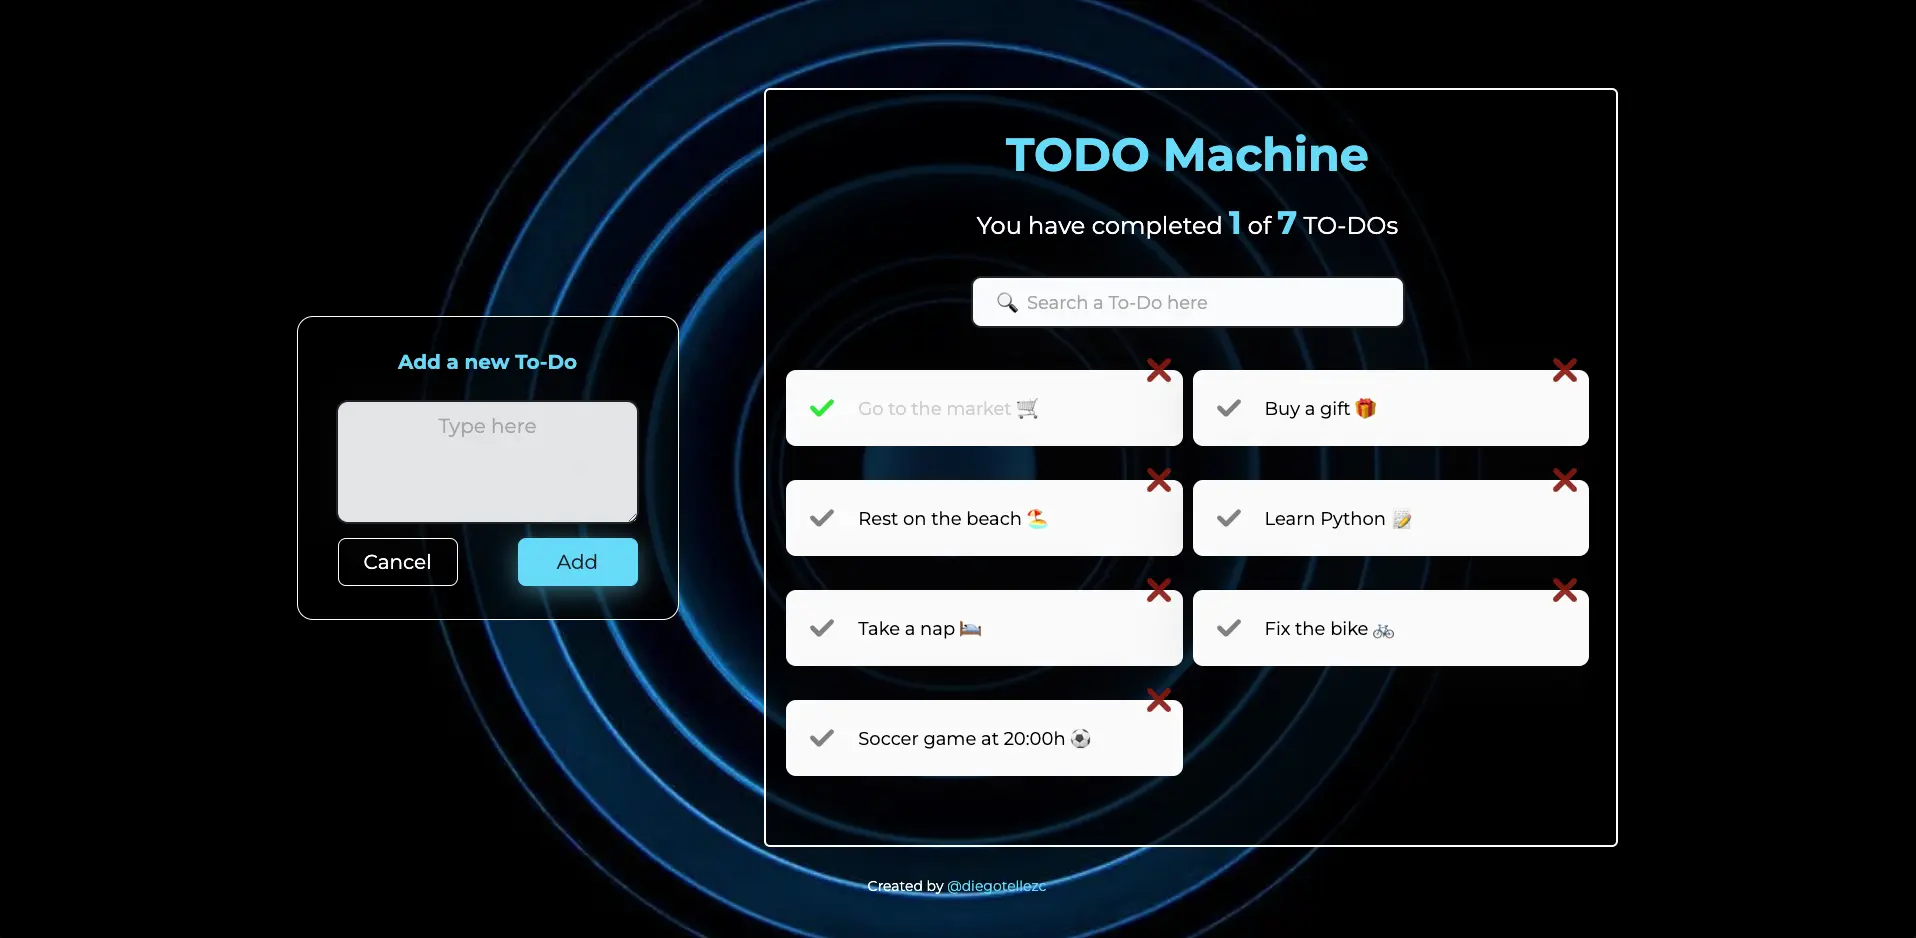 Add a new To-Do
Type here
Cancel
Add
TODO Machine
You have completed 1 of 7 TO-DOs
🔍 Search a To-Do here
Go to the market 🛒
Buy a gift 🎁
Rest on the beach 🏖️
Learn Python 📝
Take a nap 🛌
Fix the bike 🚲
Soccer game at 20:00h ⚽
Created by @diegotellezc